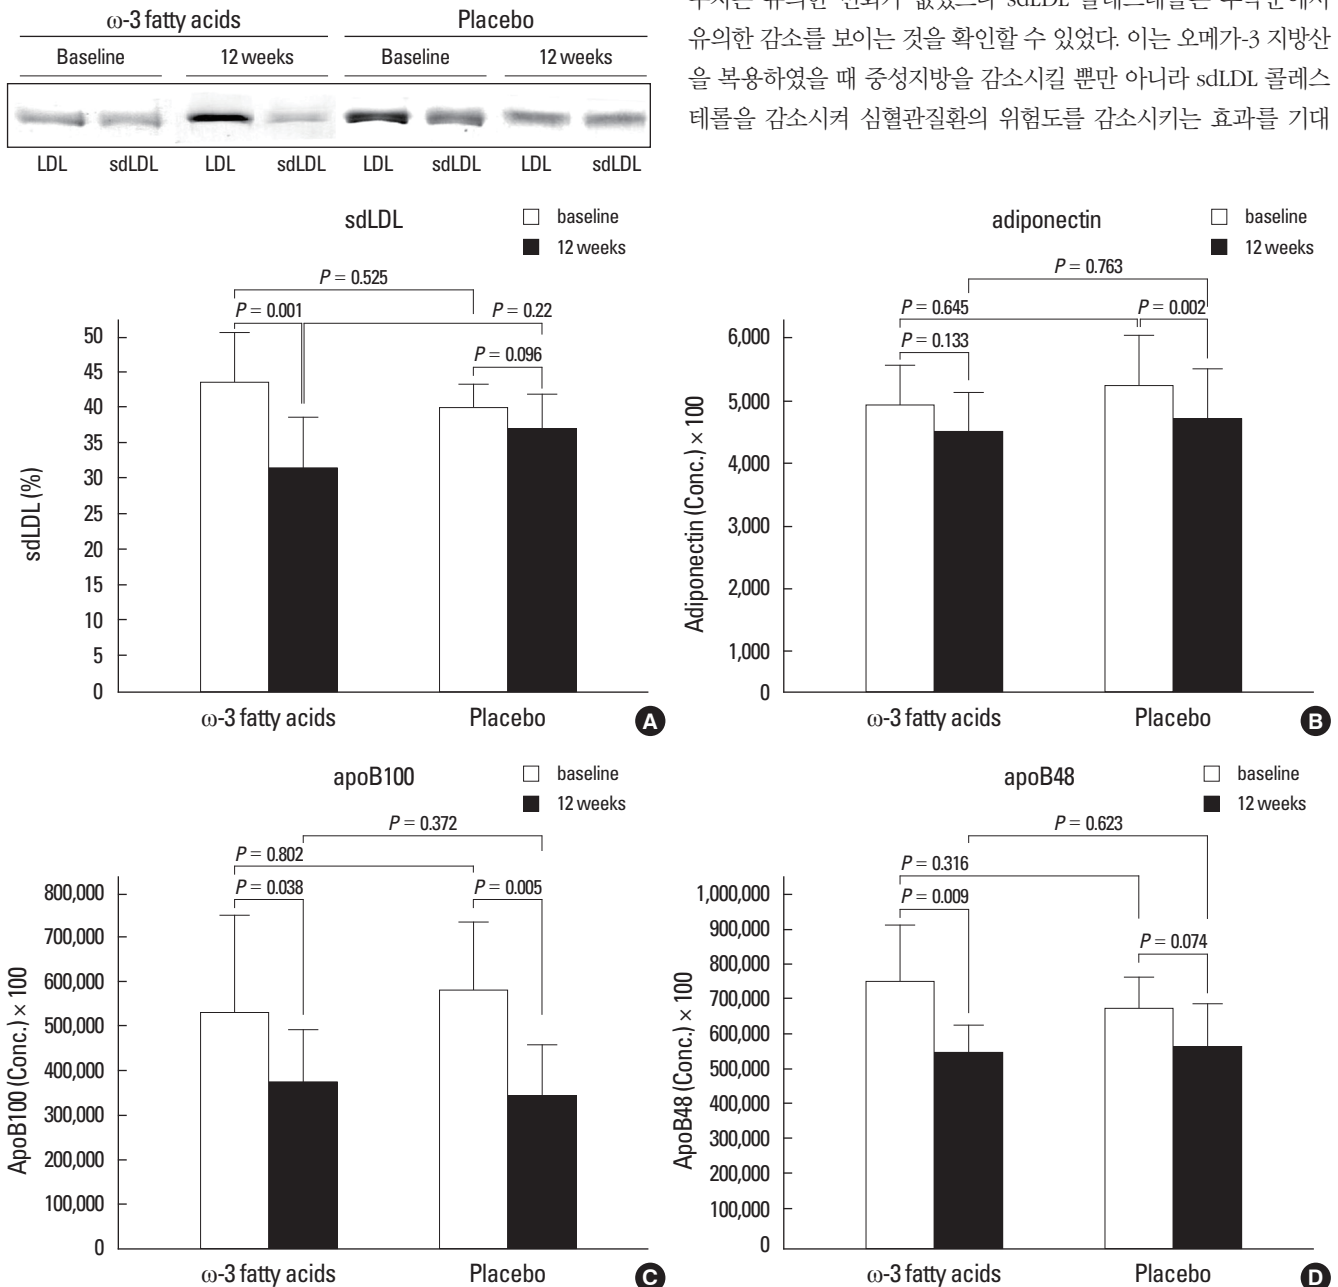 ω-3 fatty acids Placebo
Baseline 12 weeks Baseline 12 weeks
LDL sdLDL LDL sdLDL LDL sdLDL LDL sdLDL
유의한 감소를 보이는 것을 확인할 수 있었다. 이는 오메가-3 지방산
을 복용하였을 때 중성지방을 감소시킬 뿐만 아니라 sdLDL 콜레스
테롤을 감소시켜 심혈관질환의 위험도를 감소시키는 효과를 기대
sdLDL
baseline
12 weeks
P = 0.525
P = 0.001
P = 0.22
P = 0.096
sdLDL (%)
50
45
40
35
30
25
20
15
10
5
0
ω-3 fatty acids Placebo
A
adiponectin
baseline
12 weeks
P = 0.763
P = 0.645
P = 0.002
P = 0.133
Adiponectin (Conc.) × 100
6,000
5,000
4,000
3,000
2,000
1,000
0
ω-3 fatty acids Placebo
B
apoB100
baseline
12 weeks
P = 0.372
P = 0.802
P = 0.038
P = 0.005
ApoB100 (Conc.) × 100
800,000
700,000
600,000
500,000
400,000
300,000
200,000
100,000
0
ω-3 fatty acids Placebo
C
apoB48
baseline
12 weeks
P = 0.623
P = 0.316
P = 0.009
P = 0.074
ApoB48 (Conc.) × 100
1,000,000
900,000
800,000
700,000
600,000
500,000
400,000
300,000
200,000
100,000
0
ω-3 fatty acids Placebo
D